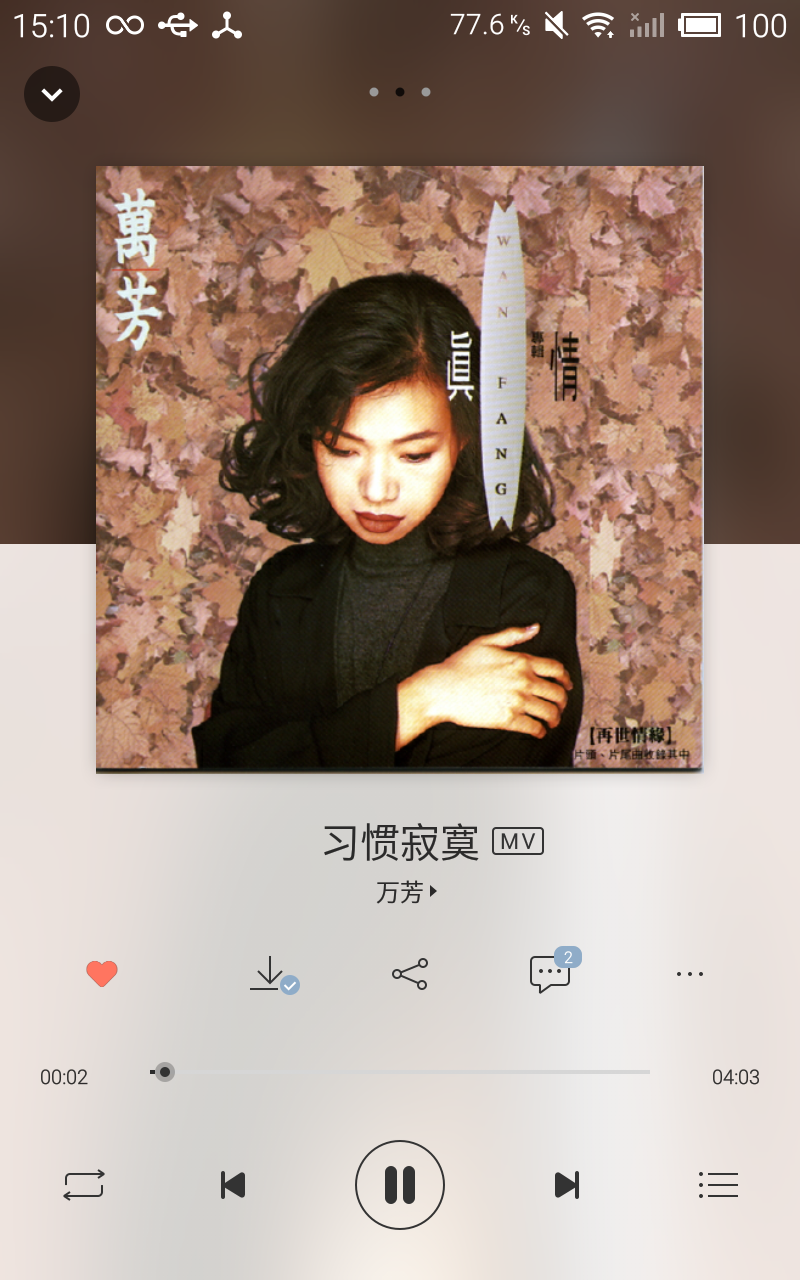 15:10
77.6 K/s
100
萬芳
WAN FANG
眞情
專輯
【再世情緣】
片頭、片尾曲收錄其中
习惯寂寞 MV
万芳
2
00:02
04:03